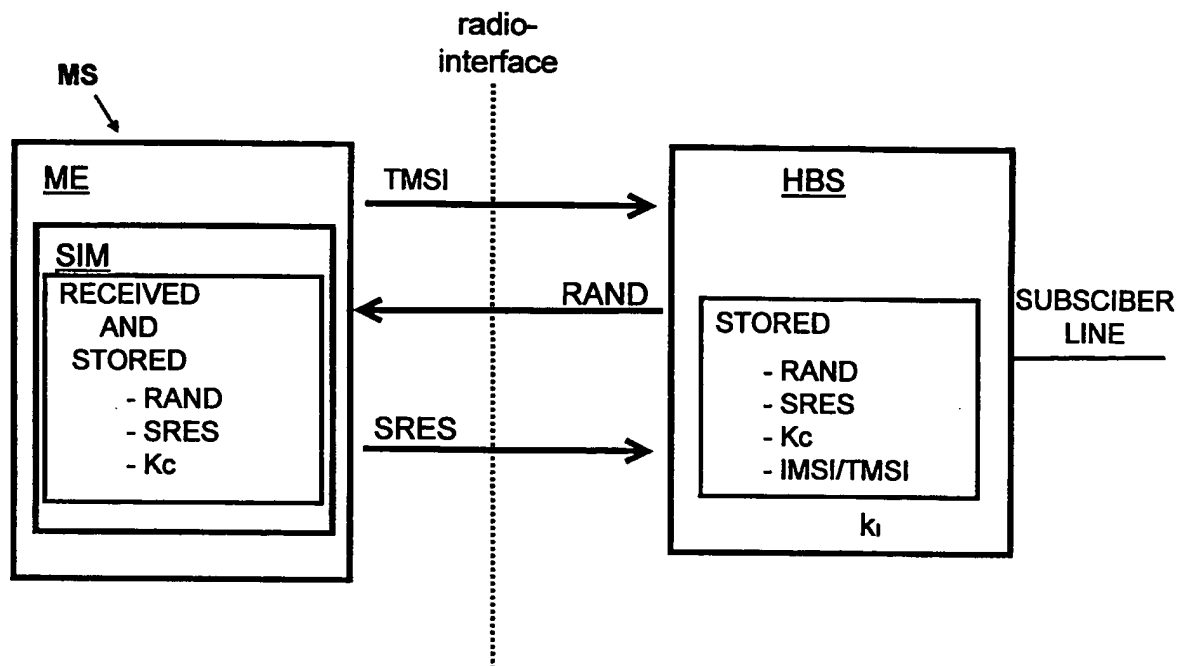 radio-
interface
MS
ME
TMSI
HBS
SIM
RECEIVED
AND
STORED
- RAND
- SRES
- Kc
RAND
SRES
STORED
- RAND
- SRES
- Kc
- IMSI/TMSI
kI
SUBSCIBER
LINE